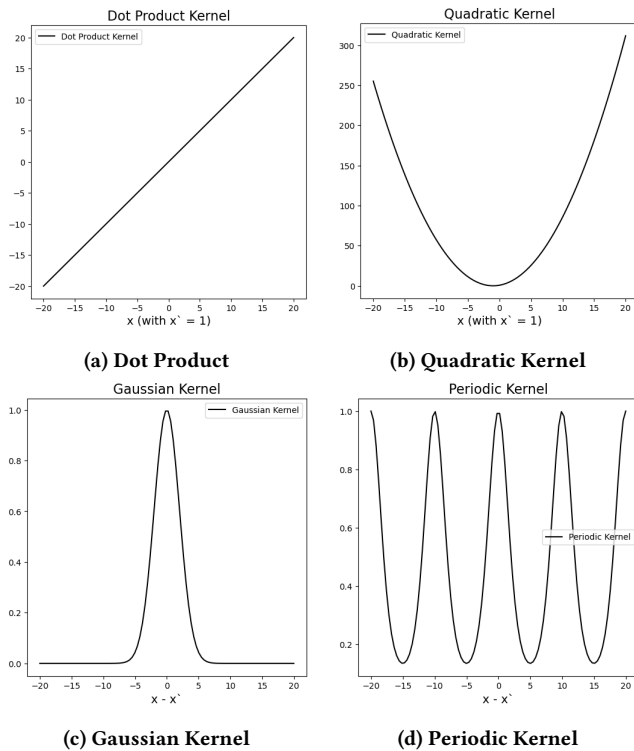 Dot Product Kernel
Dot Product Kernel
20
15
10
5
0
−5
−10
−15
−20
−20 −15 −10 −5 0 5 10 15 20
x (with x` = 1)
(a) Dot Product
Quadratic Kernel
Quadratic Kernel
300
250
200
150
100
50
0
−20 −15 −10 −5 0 5 10 15 20
x (with x` = 1)
(b) Quadratic Kernel
Gaussian Kernel
Gaussian Kernel
1.0
0.8
0.6
0.4
0.2
0.0
−20 −15 −10 −5 0 5 10 15 20
x - x`
(c) Gaussian Kernel
Periodic Kernel
1.0
0.8
0.6
Periodic Kernel
0.4
0.2
−20 −15 −10 −5 0 5 10 15 20
x - x`
(d) Periodic Kernel